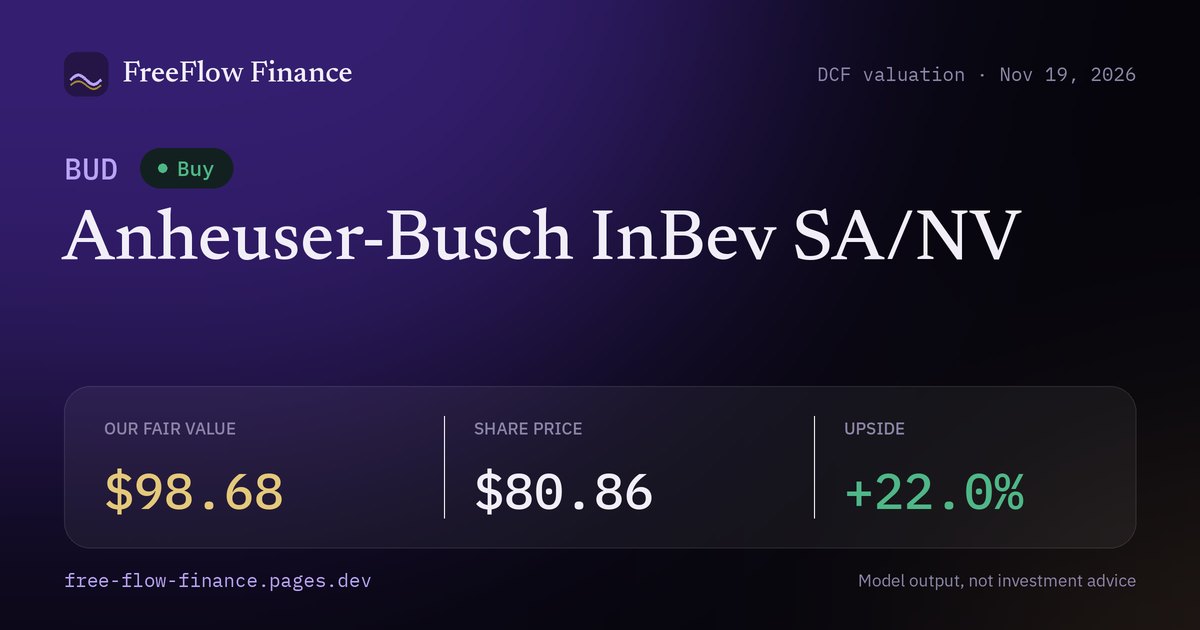 FreeFlow Finance
DCF valuation · Nov 19, 2026
BUD
Buy
Anheuser-Busch InBev SA/NV
OUR FAIR VALUE
$98.68
SHARE PRICE
$80.86
UPSIDE
+22.0%
free-flow-finance.pages.dev
Model output, not investment advice